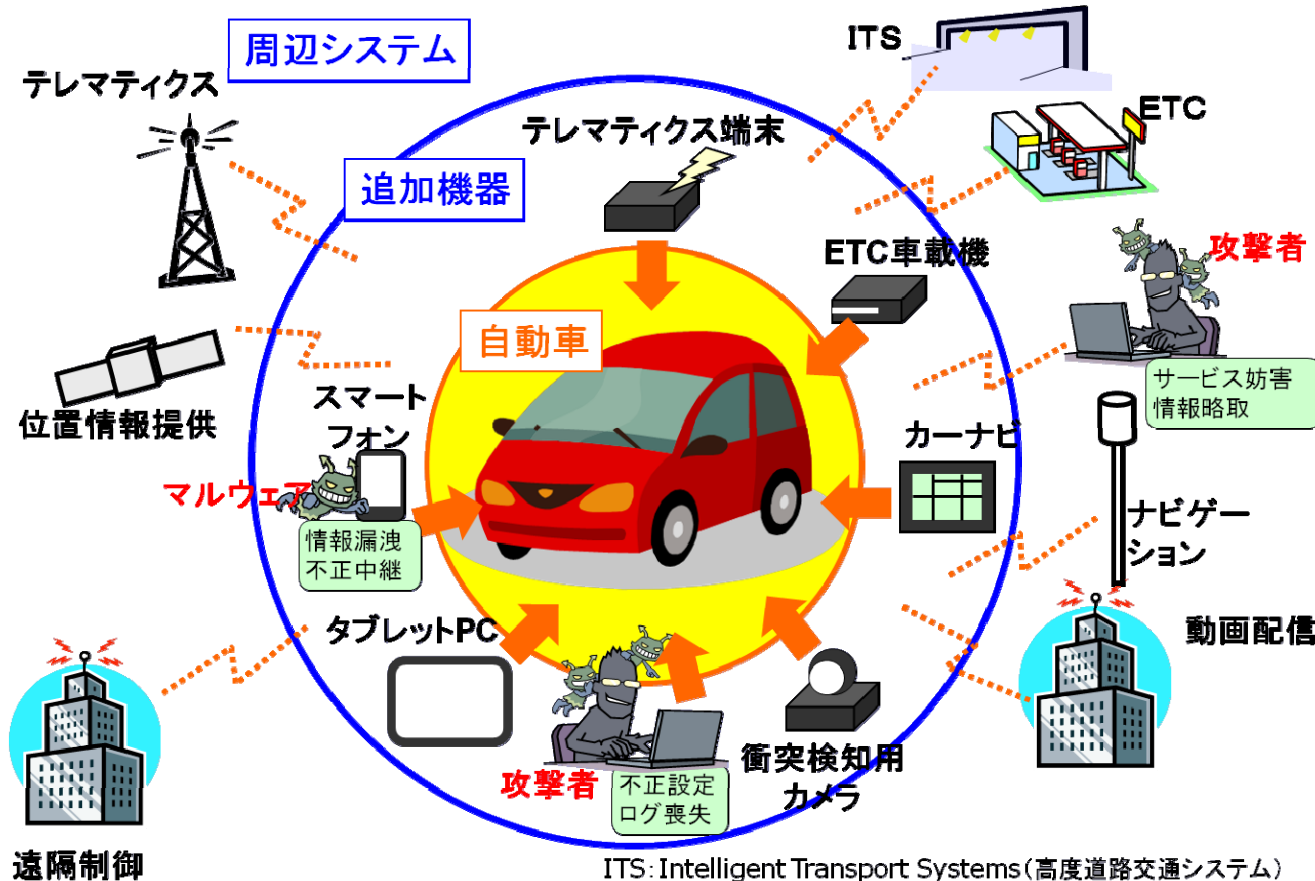 周辺システム
ITS
テレマティクス
ETC
テレマティクス端末
追加機器
攻撃者
ETC車載機
自動車
サービス妨害
情報略取
位置情報提供
スマート
フォン
カーナビ
マルウェア
ナビゲー
ション
情報漏洩
不正中継
タブレットPC
動画配信
衝突検知用
カメラ
攻撃者
不正設定
ログ喪失
遠隔制御
ITS:Intelligent Transport Systems(高度道路交通システム)